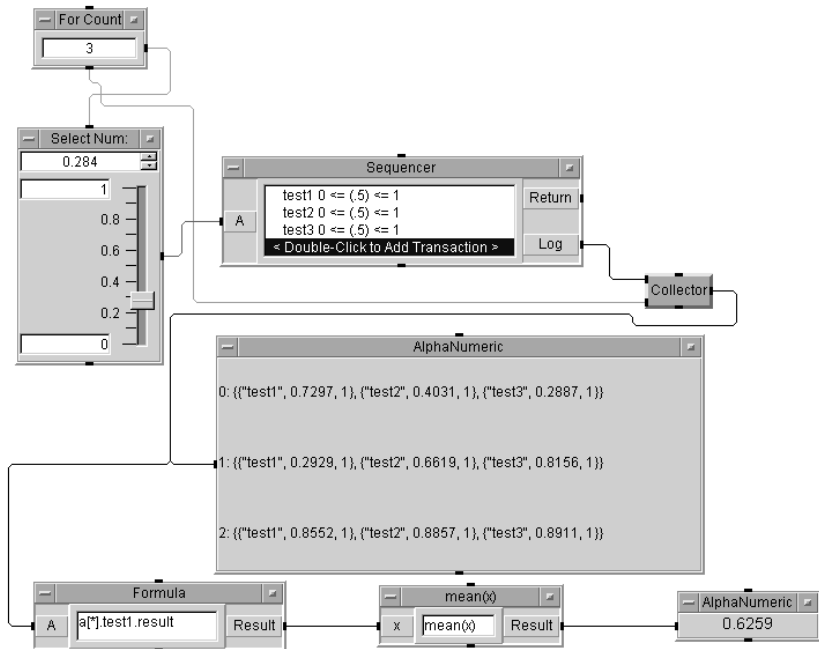 For Count
3
Select Num:
0.284
1
0.8
0.6
0.4
0.2
0
Sequencer
A
test1 0 <= (.5) <= 1
test2 0 <= (.5) <= 1
test3 0 <= (.5) <= 1
< Double-Click to Add Transaction >
Return
Log
Collector
AlphaNumeric
0: {{"test1", 0.7297, 1}, {"test2", 0.4031, 1}, {"test3", 0.2887, 1}}
1: {{"test1", 0.2929, 1}, {"test2", 0.6619, 1}, {"test3", 0.8156, 1}}
2: {{"test1", 0.8552, 1}, {"test2", 0.8857, 1}, {"test3", 0.8911, 1}}
Formula
A
a[*].test1.result
Result
mean(x)
x
mean(x)
Result
AlphaNumeric
0.6259